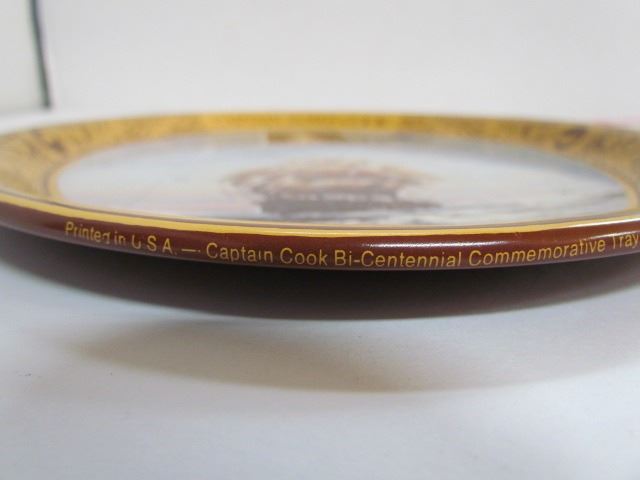 Printed in U.S.A. — Captain Cook Bi-Centennial Commemorative Tray